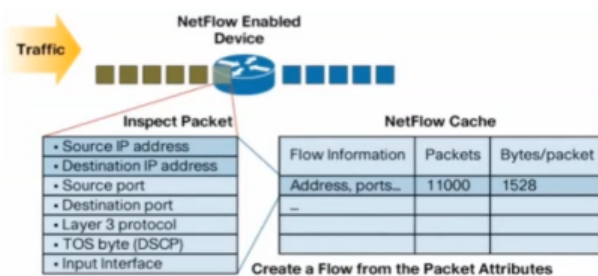 NetFlow Enabled
Device
Traffic
Inspect Packet
• Source IP address
• Destination IP address
• Source port
• Destination port
• Layer 3 protocol
• TOS byte (DSCP)
• Input Interface
NetFlow Cache
Flow Information Packets Bytes/packet
Address, ports... 11000 1528
...
Create a Flow from the Packet Attributes